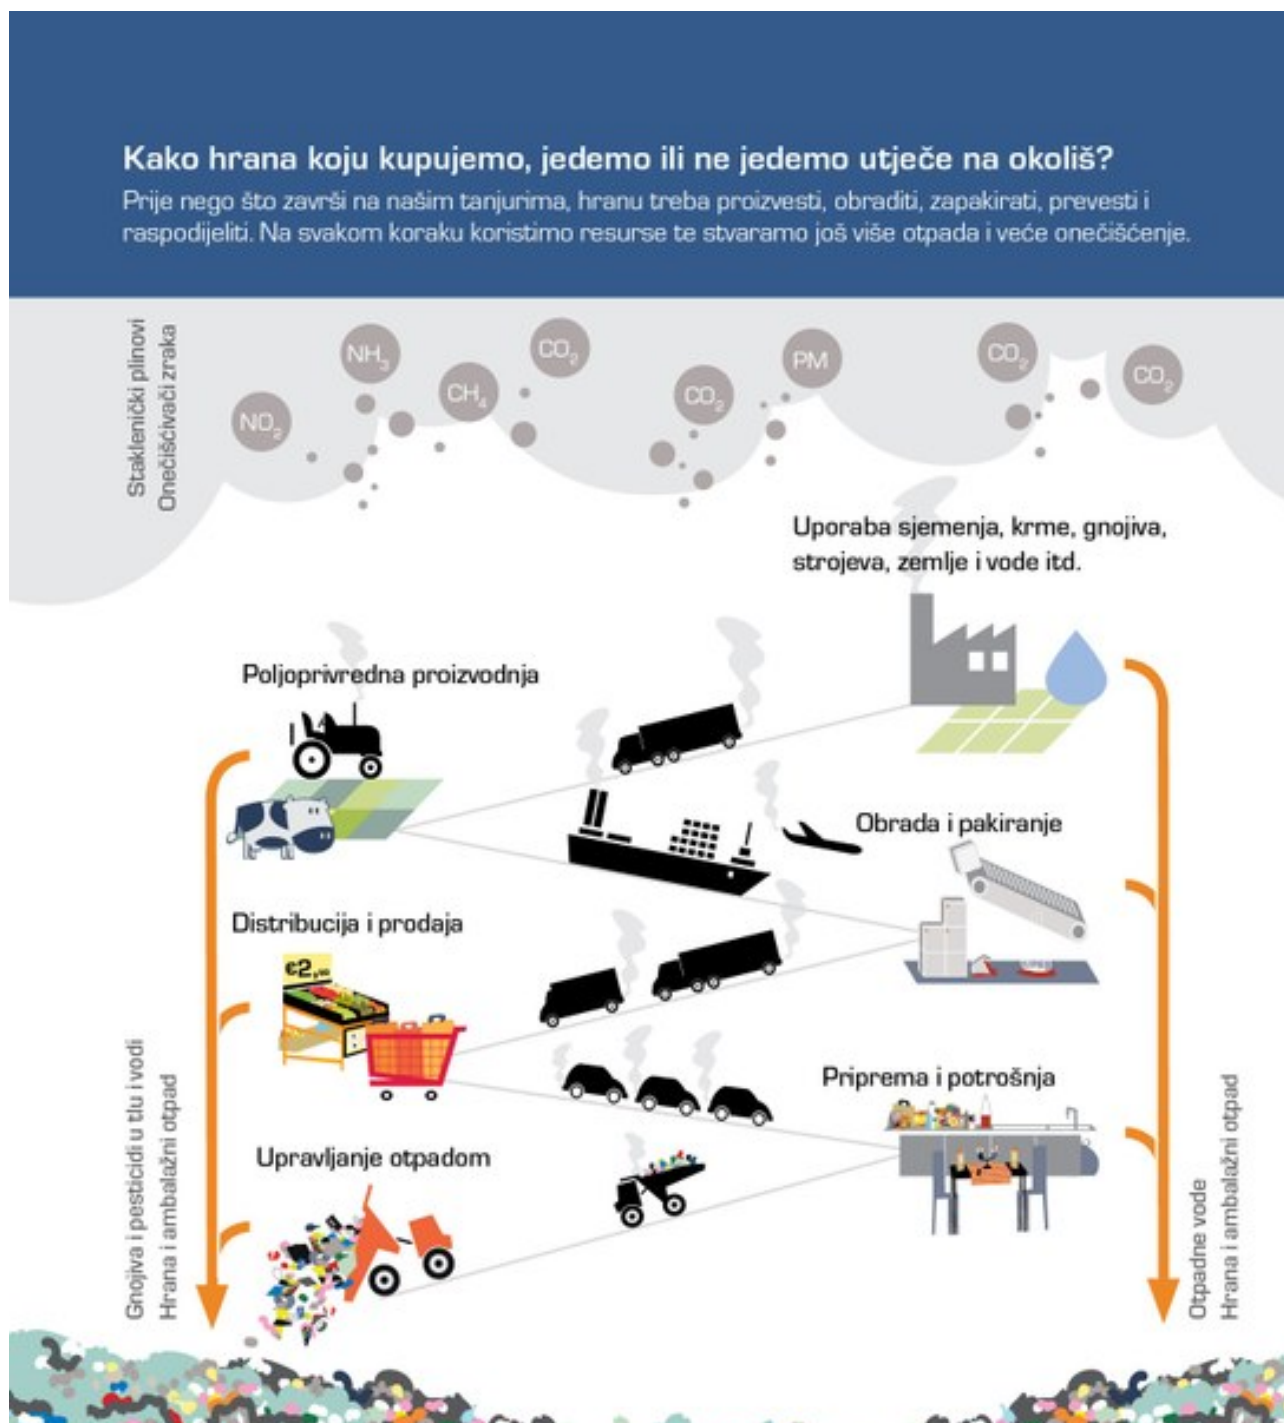 Kako hrana koju kupujemo, jedemo ili ne jedemo utječe na okoliš?
Prije nego što završi na našim tanjurima, hranu treba proizvesti, obraditi, zapakirati, prevesti i
raspodijeliti. Na svakom koraku koristimo resurse te stvaramo još više otpada i veće onečišćenje.
Staklenički plinovi
Onečišćivači zraka
NO₂
NH₃
CH₄
CO₂
CO₂
PM
CO₂
CO₂
Uporaba sjemenja, krme, gnojiva,
strojeva, zemlje i vode itd.
Poljoprivredna proizvodnja
Obrada i pakiranje
Distribucija i prodaja
€2
Priprema i potrošnja
Upravljanje otpadom
Gnojiva i pesticidi u tlu i vodi
Hrana i ambalažni otpad
Otpadne vode
Hrana i ambalažni otpad